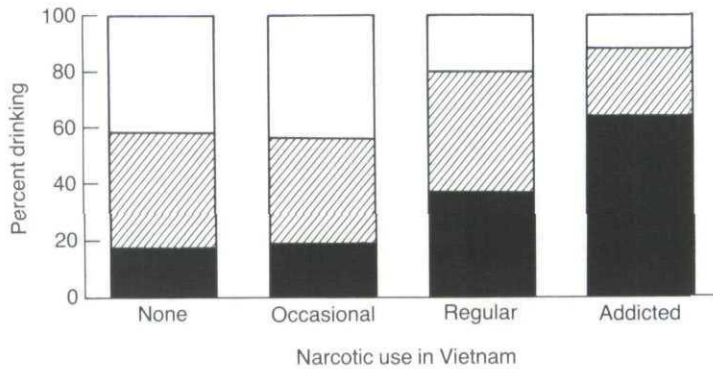 100
80
60
40
20
0
Percent drinking
None Occasional Regular Addicted
Narcotic use in Vietnam